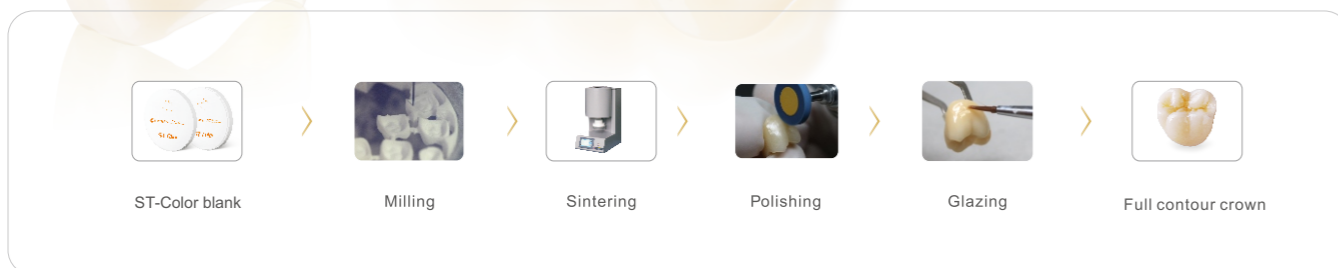 ST-Color blank
Milling
Sintering
Polishing
Glazing
Full contour crown